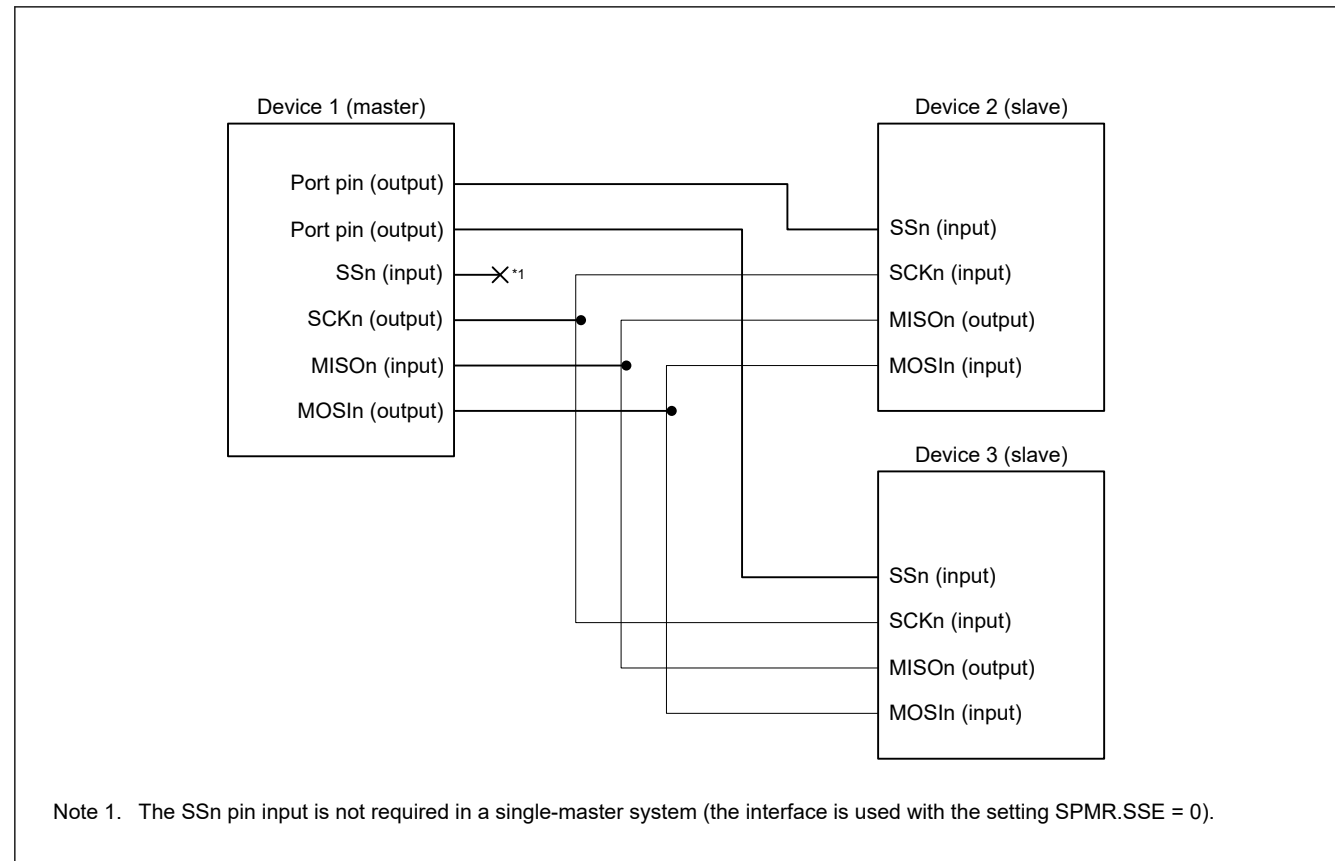 Device 1 (master)
Port pin (output)
Port pin (output)
SSn (input)
*1
SCKn (output)
MISOn (input)
MOSIn (output)
Device 2 (slave)
SSn (input)
SCKn (input)
MISOn (output)
MOSIn (input)
Device 3 (slave)
SSn (input)
SCKn (input)
MISOn (output)
MOSIn (input)
Note 1. The SSn pin input is not required in a single-master system (the interface is used with the setting SPMR.SSE = 0).